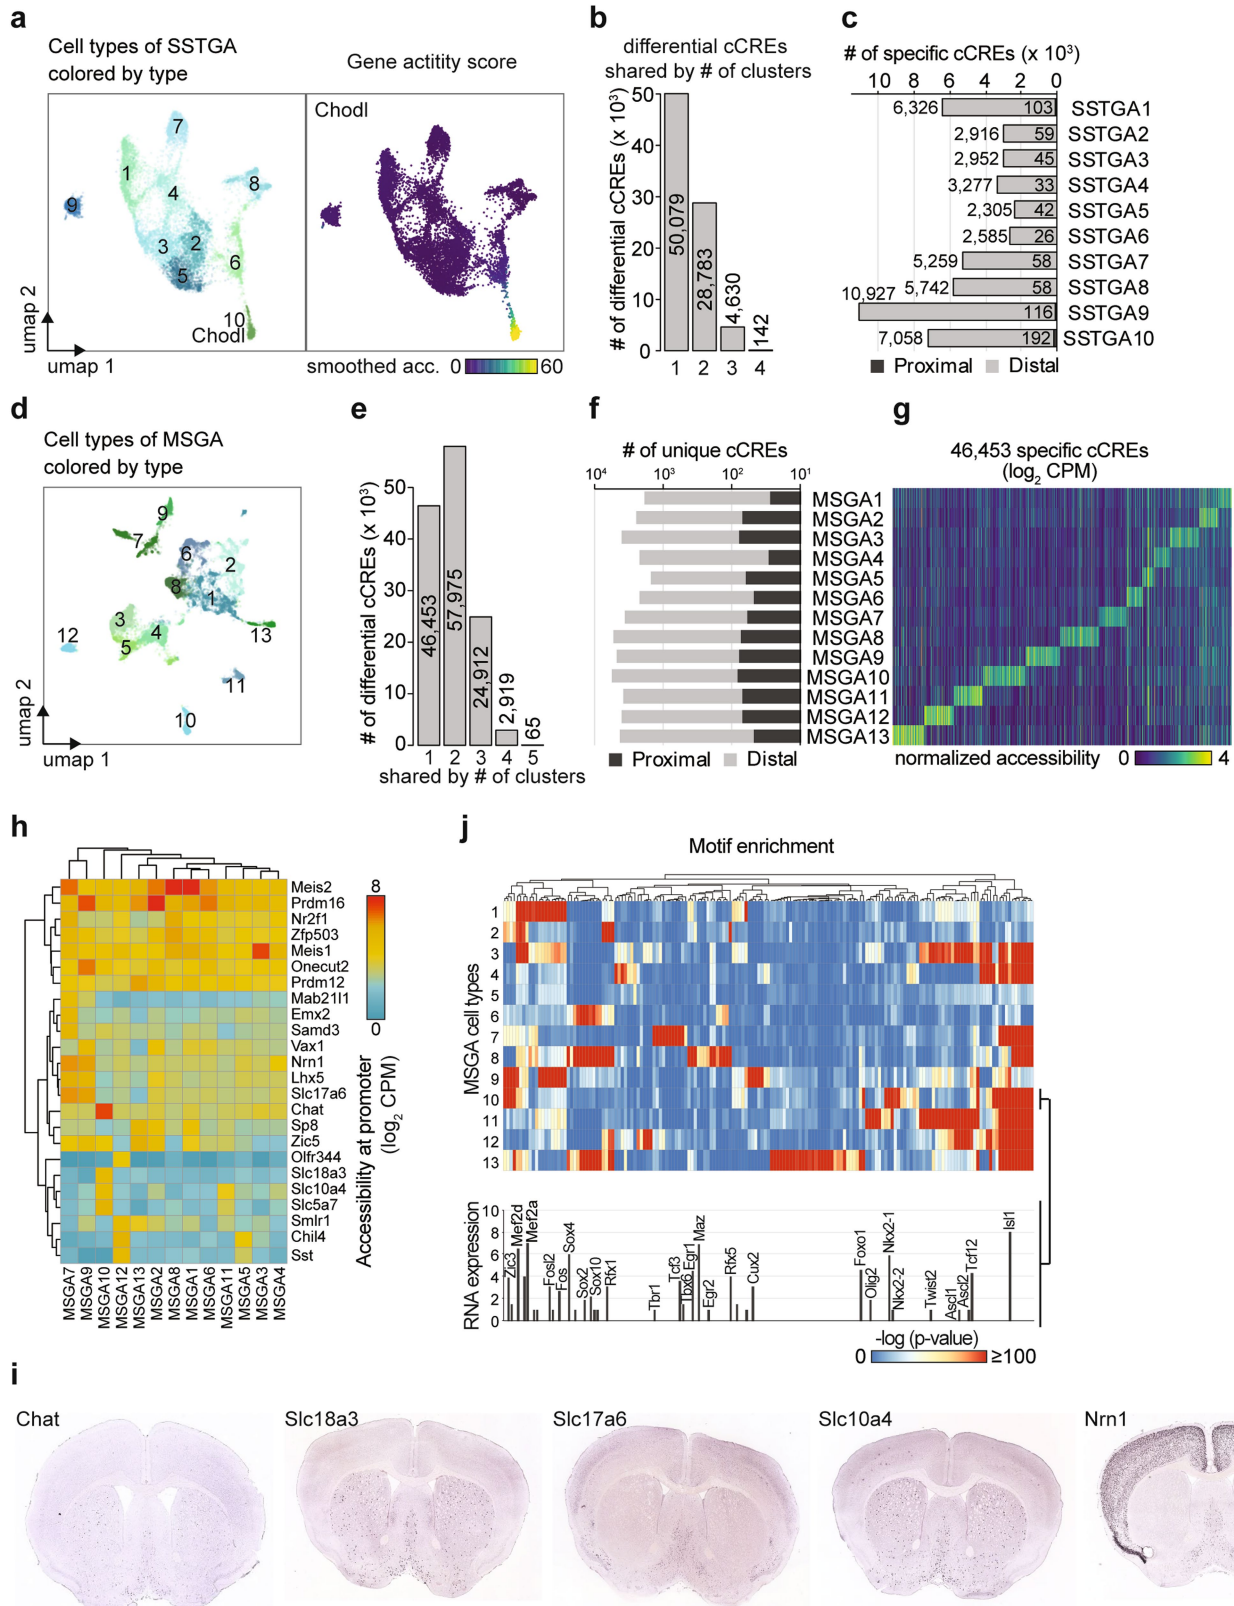 a
Cell types of SSTGA
colored by type
Gene actitity score
Chodl
7
1
4
8
9
3
2
5
6
10
Chodl
umap 2
umap 1
smoothed acc. 0 60
b
differential cCREs
shared by # of clusters
# of differential cCREs (x 10³)
50
40
30
20
10
0
50,079
28,783
4,630
142
1 2 3 4
c
# of specific cCREs (x 10³)
10 8 6 4 2 0
6,326 103 SSTGA1
2,916 59 SSTGA2
2,952 45 SSTGA3
3,277 33 SSTGA4
2,305 42 SSTGA5
2,585 26 SSTGA6
5,259 58 SSTGA7
5,742 58 SSTGA8
10,927 116 SSTGA9
7,058 192 SSTGA10
Proximal Distal
d
Cell types of MSGA
colored by type
9
7
6
2
8
1
3
4
5
13
12
11
10
umap 2
umap 1
e
# of differential cCREs (x 10³)
50
40
30
20
10
0
46,453
57,975
24,912
2,919
65
1 2 3 4 5
shared by # of clusters
f
# of unique cCREs
10⁴ 10³ 10² 10¹
MSGA1
MSGA2
MSGA3
MSGA4
MSGA5
MSGA6
MSGA7
MSGA8
MSGA9
MSGA10
MSGA11
MSGA12
MSGA13
Proximal Distal
g
46,453 specific cCREs
(log₂ CPM)
normalized accessibility 0 4
h
Meis2
Prdm16
Nr2f1
Zfp503
Meis1
Onecut2
Prdm12
Mab21l1
Emx2
Samd3
Vax1
Nrn1
Lhx5
Slc17a6
Chat
Sp8
Zic5
Olfr344
Slc18a3
Slc10a4
Slc5a7
Smlr1
Chil4
Sst
MSGA7
MSGA9
MSGA10
MSGA12
MSGA13
MSGA2
MSGA8
MSGA1
MSGA6
MSGA11
MSGA5
MSGA3
MSGA4
8
0
Accessibility at promoter
(log₂ CPM)
j
Motif enrichment
MSGA cell types
1
2
3
4
5
6
7
8
9
10
11
12
13
RNA expression
10
8
6
4
2
0
Zic3
Mef2d
Mef2a
Fosl2
Fos
Sox4
Sox2
Sox10
Rfx1
Tbr1
Tcf3
Tbx6
Egr1
Maz
Egr2
Rfx5
Cux2
Foxo1
Olig2
Nkx2-1
Nkx2-2
Twist2
Ascl1
Ascl2
Tcf12
Isl1
-log (p-value)
0 ≥100
i
Chat
Slc18a3
Slc17a6
Slc10a4
Nrn1